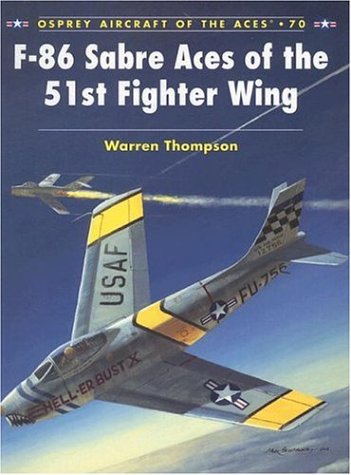 OSPREY AIRCRAFT OF THE ACES® • 70
F-86 Sabre Aces of the
51st Fighter Wing
Warren Thompson
USAF
FU-756
HELL-ER BUST X